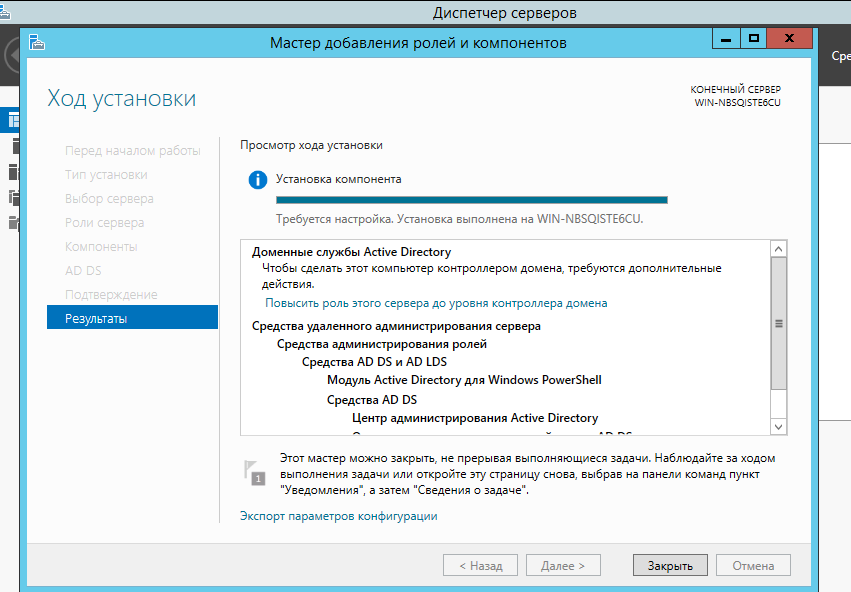 Диспетчер серверов
Мастер добавления ролей и компонентов
Сре
Ход установки
КОНЕЧНЫЙ СЕРВЕР
WIN-NBSQISTE6CU
Перед началом работы
Тип установки
Выбор сервера
Роли сервера
Компоненты
AD DS
Подтверждение
Результаты
Просмотр хода установки
Установка компонента
Требуется настройка. Установка выполнена на WIN-NBSQISTE6CU.
Доменные службы Active Directory
Чтобы сделать этот компьютер контроллером домена, требуются дополнительные
действия.
Повысить роль этого сервера до уровня контроллера домена
Средства удаленного администрирования сервера
Средства администрирования ролей
Средства AD DS и AD LDS
Модуль Active Directory для Windows PowerShell
Средства AD DS
Центр администрирования Active Directory
1
Этот мастер можно закрыть, не прерывая выполняющиеся задачи. Наблюдайте за ходом
выполнения задачи или откройте эту страницу снова, выбрав на панели команд пункт
"Уведомления", а затем "Сведения о задаче".
Экспорт параметров конфигурации
< Назад
Далее >
Закрыть
Отмена